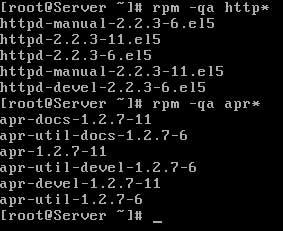 [root@Server ~]# rpm -qa http*
httpd-manual-2.2.3-6.el5
httpd-2.2.3-11.el5
httpd-2.2.3-6.el5
httpd-manual-2.2.3-11.el5
httpd-devel-2.2.3-6.el5
[root@Server ~]# rpm -qa apr*
apr-docs-1.2.7-11
apr-util-docs-1.2.7-6
apr-1.2.7-11
apr-util-devel-1.2.7-6
apr-devel-1.2.7-11
apr-util-1.2.7-6
[root@Server ~]# _